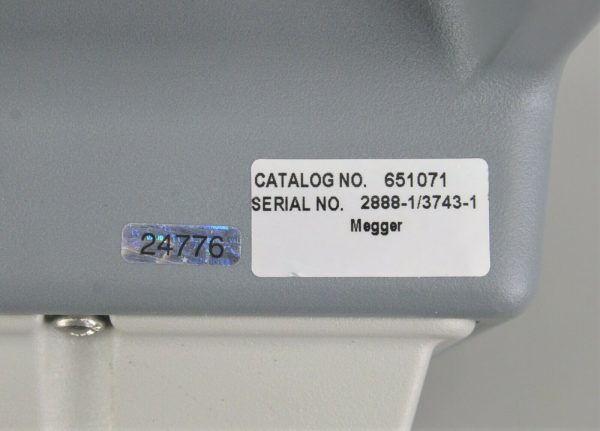 CATALOG NO. 651071
SERIAL NO. 2888-1/3743-1
Megger
24776